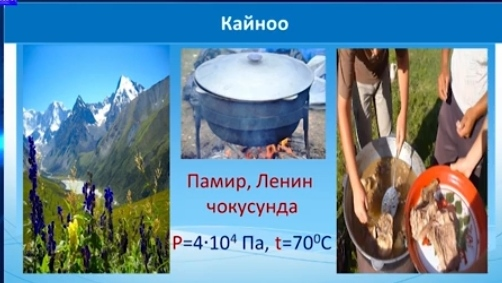 Кайноо
Памир, Ленин
чокусунда
P=4·10⁴ Па, t=70⁰C